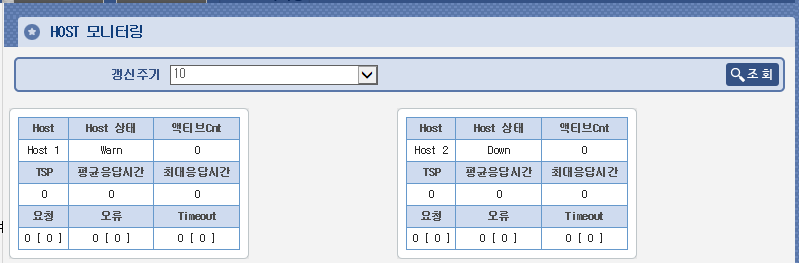 HOST 모니터링
갱신주기 10 조회
Host Host 상태 액티브Cnt
Host 1 Warn 0
TSP 평균응답시간 최대응답시간
0 0 0
요청 오류 Timeout
0 [ 0 ] 0 [ 0 ] 0 [ 0 ]
Host Host 상태 액티브Cnt
Host 2 Down 0
TSP 평균응답시간 최대응답시간
0 0 0
요청 오류 Timeout
0 [ 0 ] 0 [ 0 ] 0 [ 0 ]